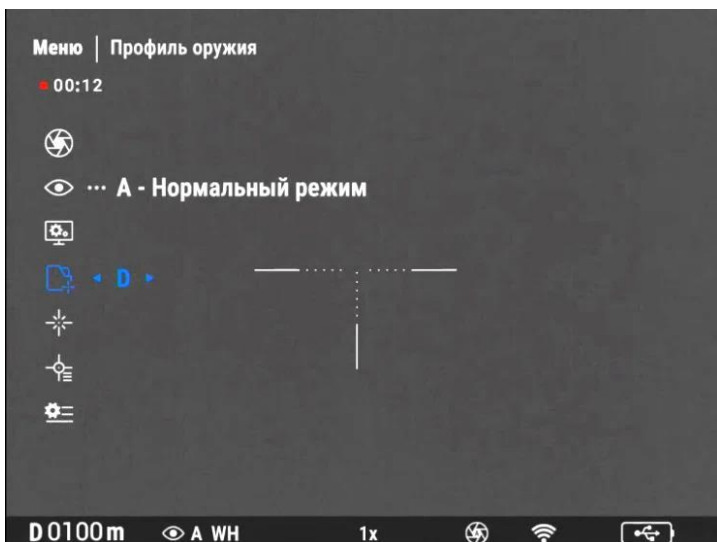 Меню | Профиль оружия
00:12
A - Нормальный режим
D
D 0100 m A WH 1x